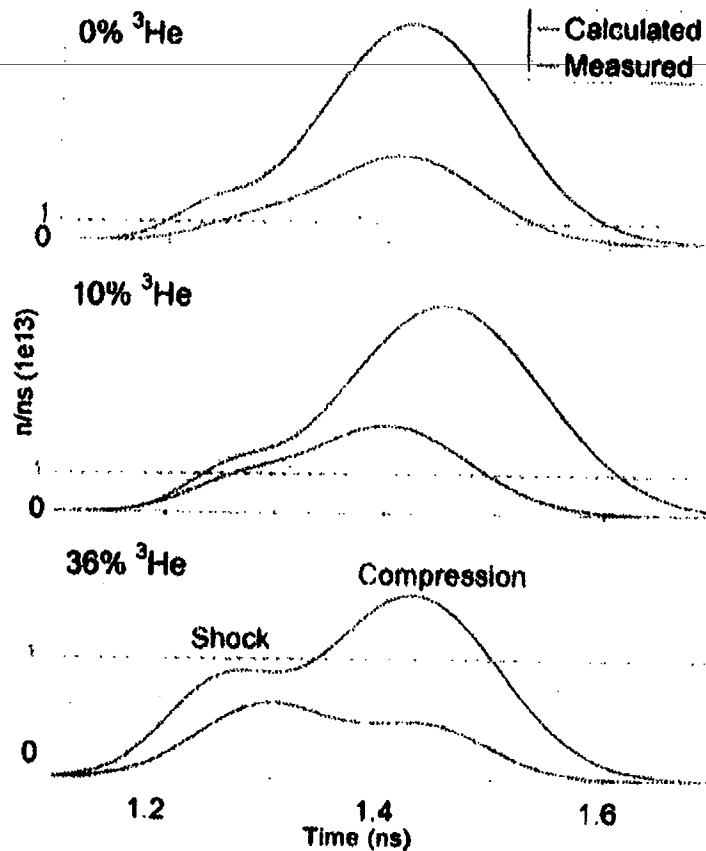 0% ³He
Calculated
Measured
1
0
10% ³He
n/ns (1e13)
1
0
36% ³He
Compression
Shock
1
0
1.2
1.4
1.6
Time (ns)